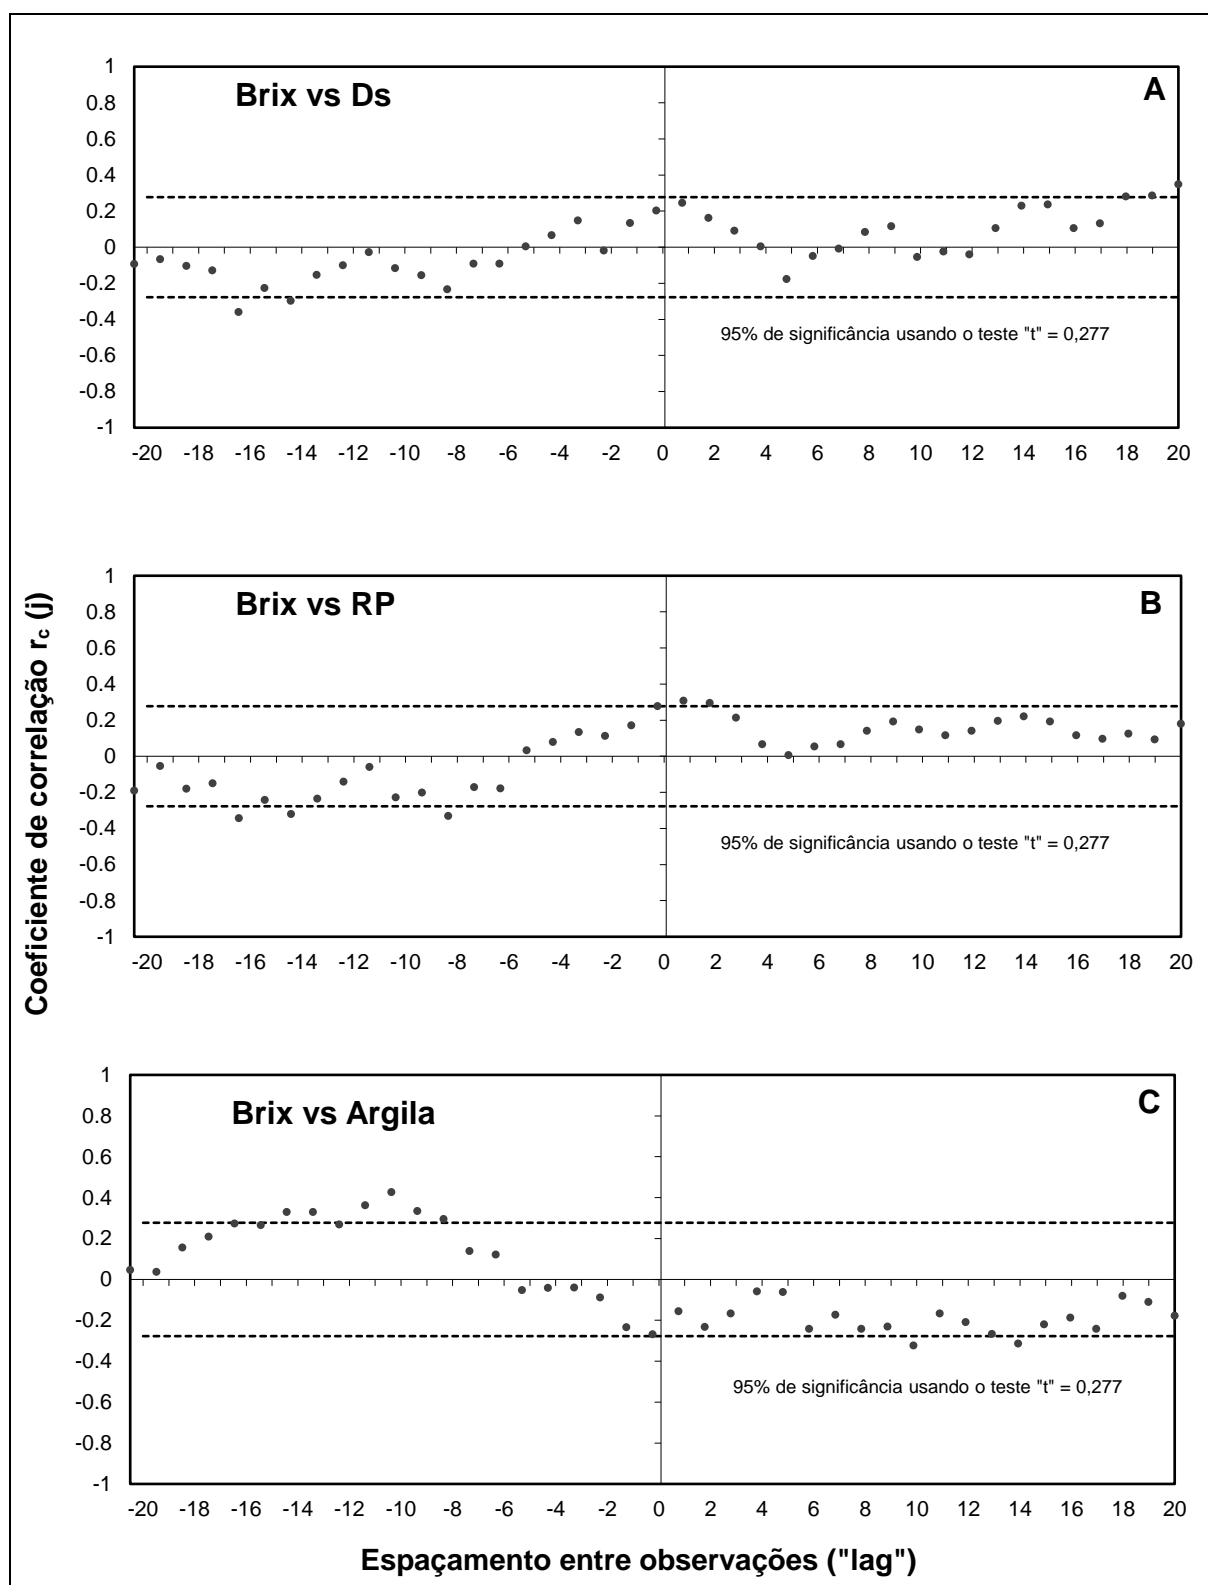 Coeficiente de correlação rc (j)
Brix vs Ds
A
1
0.8
0.6
0.4
0.2
0
-0.2
-0.4
-0.6
-0.8
-1
95% de significância usando o teste "t" = 0,277
-20 -18 -16 -14 -12 -10 -8 -6 -4 -2 0 2 4 6 8 10 12 14 16 18 20
Brix vs RP
B
1
0.8
0.6
0.4
0.2
0
-0.2
-0.4
-0.6
-0.8
-1
95% de significância usando o teste "t" = 0,277
-20 -18 -16 -14 -12 -10 -8 -6 -4 -2 0 2 4 6 8 10 12 14 16 18 20
Brix vs Argila
C
1
0.8
0.6
0.4
0.2
0
-0.2
-0.4
-0.6
-0.8
-1
95% de significância usando o teste "t" = 0,277
-20 -18 -16 -14 -12 -10 -8 -6 -4 -2 0 2 4 6 8 10 12 14 16 18 20
Espaçamento entre observações ("lag")